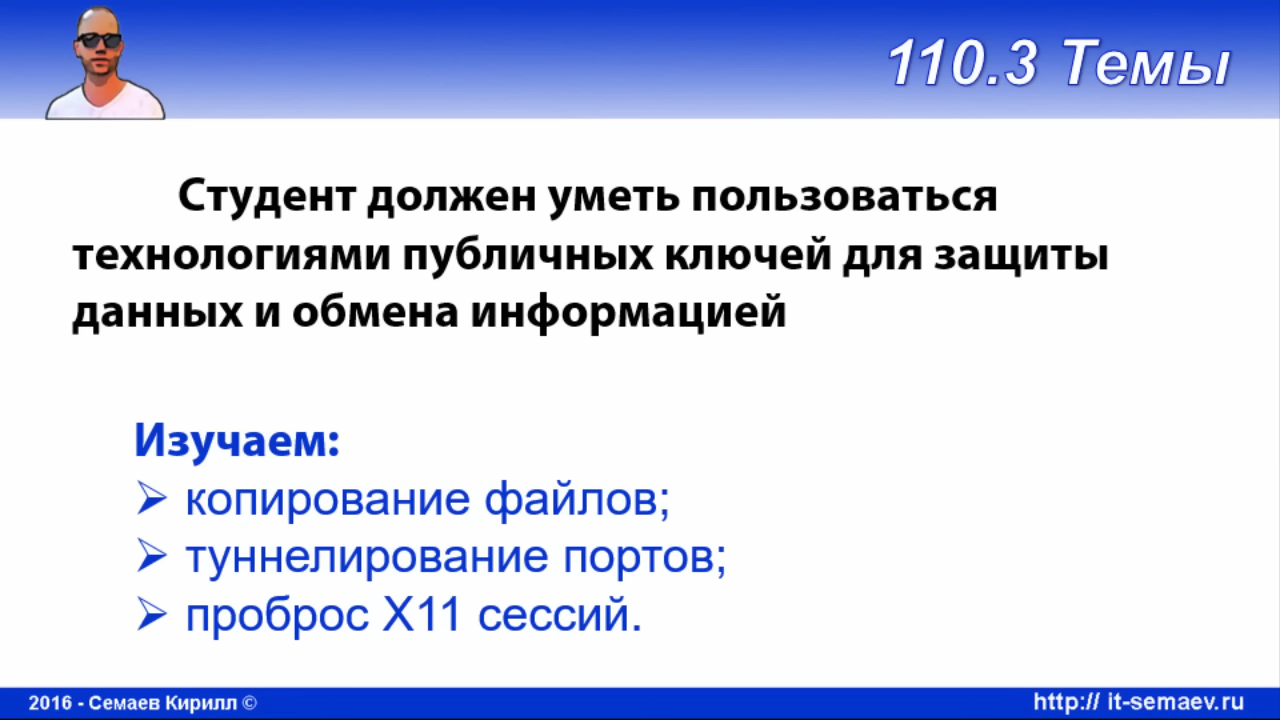 110.3 Темы
Студент должен уметь пользоваться
технологиями публичных ключей для защиты
данных и обмена информацией
Изучаем:
➢ копирование файлов;
➢ туннелирование портов;
➢ проброс X11 сессий.
2016 - Семаев Кирилл ©
http:// it-semaev.ru